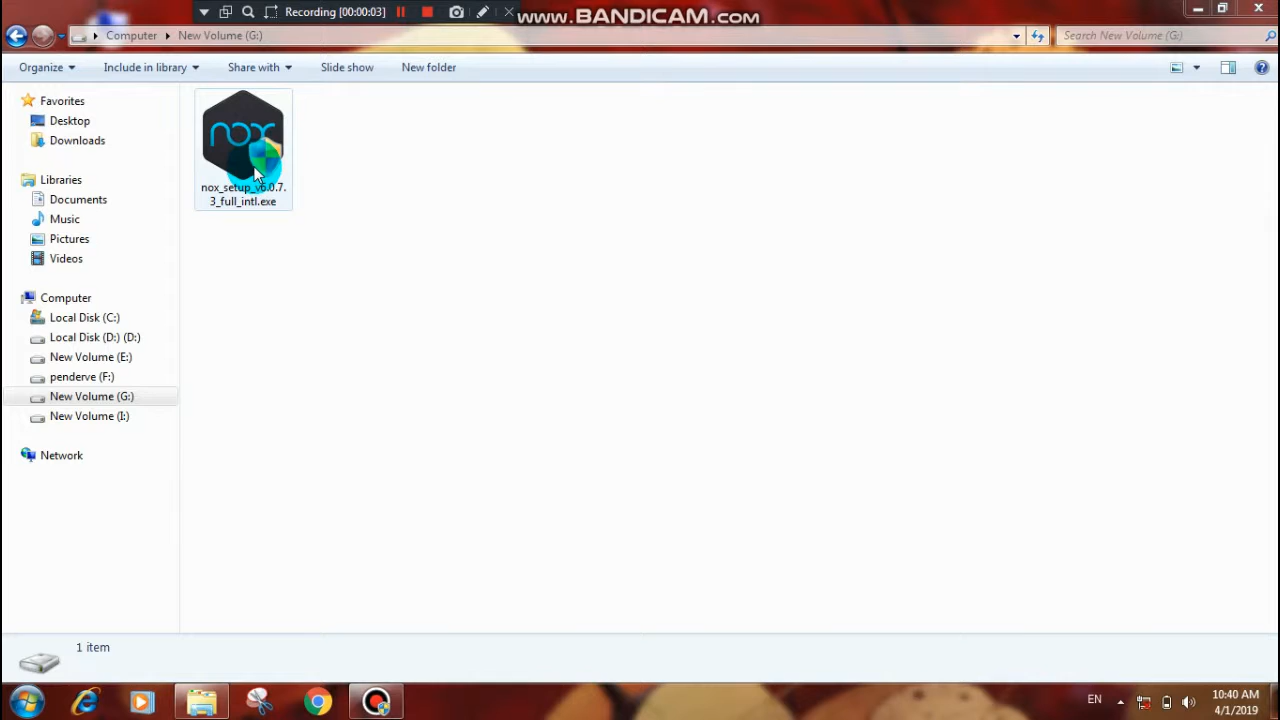 Recording [00:00:03]
www.BANDICAM.com
Computer
New Volume (G:)
Search New Volume (G:)
Organize
Include in library
Share with
Slide show
New folder
Favorites
Desktop
Downloads
Libraries
Documents
Music
Pictures
Videos
Computer
Local Disk (C:)
Local Disk (D:) (D:)
New Volume (E:)
penderve (F:)
New Volume (G:)
New Volume (I:)
Network
nox
nox_setup_v6.0.7.
3_full_intl.exe
1 item
EN
10:40 AM
4/1/2019